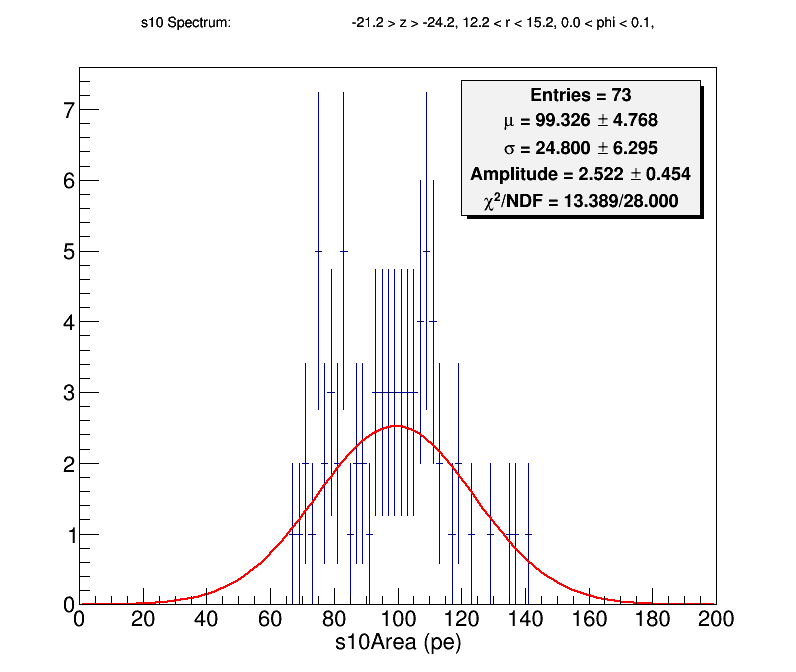 s10 Spectrum: -21.2 > z > -24.2, 12.2 < r < 15.2, 0.0 < phi < 0.1,
Entries = 73
μ = 99.326 ± 4.768
σ = 24.800 ± 6.295
Amplitude = 2.522 ± 0.454
χ²/NDF = 13.389/28.000
7
6
5
4
3
2
1
0
0 20 40 60 80 100 120 140 160 180 200
s10Area (pe)